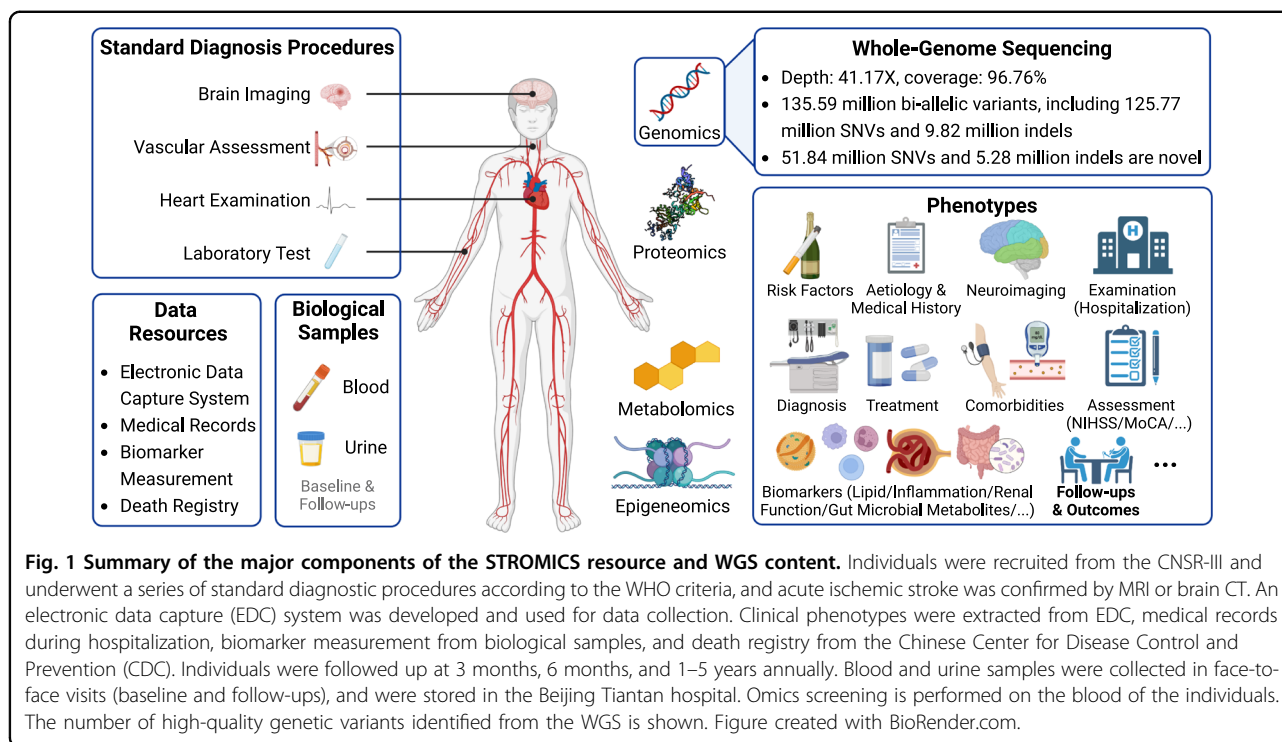 Standard Diagnosis Procedures
Brain Imaging
Vascular Assessment
Heart Examination
Laboratory Test
Data
Resources
• Electronic Data
Capture System
• Medical Records
• Biomarker
Measurement
• Death Registry
Biological
Samples
Blood
Urine
Baseline &
Follow-ups
Genomics
Proteomics
Metabolomics
Epigeneomics
Whole-Genome Sequencing
• Depth: 41.17X, coverage: 96.76%
• 135.59 million bi-allelic variants, including 125.77
million SNVs and 9.82 million indels
• 51.84 million SNVs and 5.28 million indels are novel
Phenotypes
H
Risk Factors
Aetiology &
Medical History
Neuroimaging
Examination
(Hospitalization)
Diagnosis
Treatment
Comorbidities
Assessment
(NIHSS/MoCA/...)
Biomarkers (Lipid/Inflammation/Renal
Function/Gut Microbial Metabolites/...)
Follow-ups
& Outcomes
...
Fig. 1 Summary of the major components of the STROMICS resource and WGS content. Individuals were recruited from the CNSR-III and
underwent a series of standard diagnostic procedures according to the WHO criteria, and acute ischemic stroke was confirmed by MRI or brain CT. An
electronic data capture (EDC) system was developed and used for data collection. Clinical phenotypes were extracted from EDC, medical records
during hospitalization, biomarker measurement from biological samples, and death registry from the Chinese Center for Disease Control and
Prevention (CDC). Individuals were followed up at 3 months, 6 months, and 1–5 years annually. Blood and urine samples were collected in face-to-
face visits (baseline and follow-ups), and were stored in the Beijing Tiantan hospital. Omics screening is performed on the blood of the individuals.
The number of high-quality genetic variants identified from the WGS is shown. Figure created with BioRender.com.